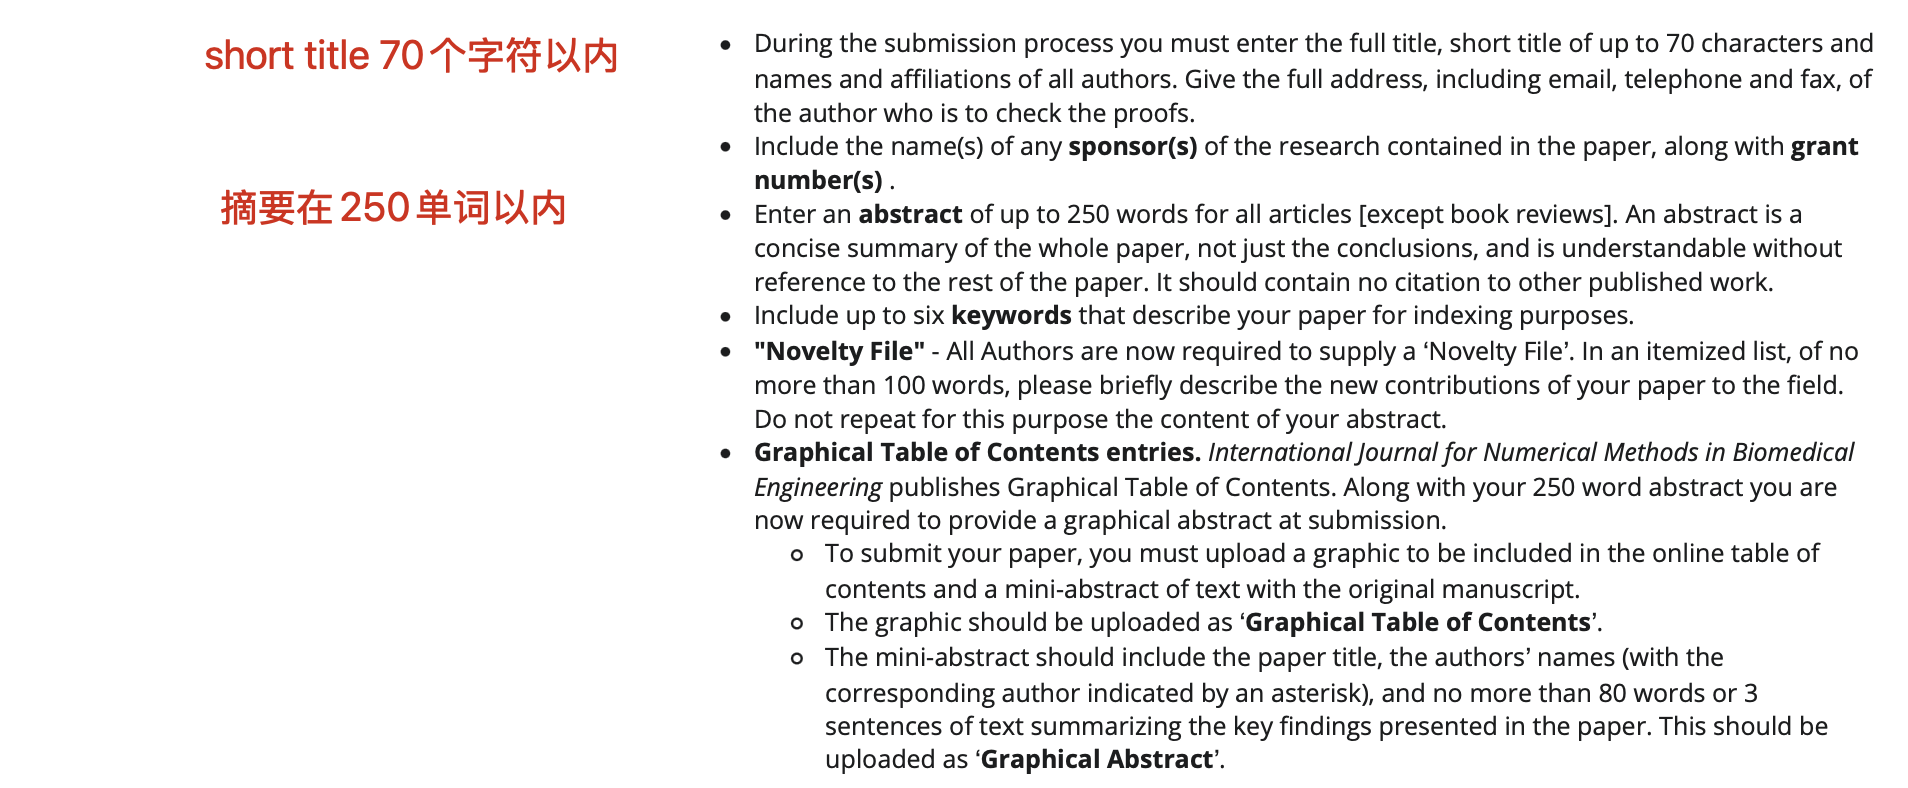 short title 70个字符以内
摘要在250单词以内
• During the submission process you must enter the full title, short title of up to 70 characters and
names and affiliations of all authors. Give the full address, including email, telephone and fax, of
the author who is to check the proofs.
• Include the name(s) of any sponsor(s) of the research contained in the paper, along with grant
number(s) .
• Enter an abstract of up to 250 words for all articles [except book reviews]. An abstract is a
concise summary of the whole paper, not just the conclusions, and is understandable without
reference to the rest of the paper. It should contain no citation to other published work.
• Include up to six keywords that describe your paper for indexing purposes.
• "Novelty File" - All Authors are now required to supply a ‘Novelty File’. In an itemized list, of no
more than 100 words, please briefly describe the new contributions of your paper to the field.
Do not repeat for this purpose the content of your abstract.
• Graphical Table of Contents entries. International Journal for Numerical Methods in Biomedical
Engineering publishes Graphical Table of Contents. Along with your 250 word abstract you are
now required to provide a graphical abstract at submission.
◦ To submit your paper, you must upload a graphic to be included in the online table of
contents and a mini-abstract of text with the original manuscript.
◦ The graphic should be uploaded as ‘Graphical Table of Contents’.
◦ The mini-abstract should include the paper title, the authors’ names (with the
corresponding author indicated by an asterisk), and no more than 80 words or 3
sentences of text summarizing the key findings presented in the paper. This should be
uploaded as ‘Graphical Abstract’.